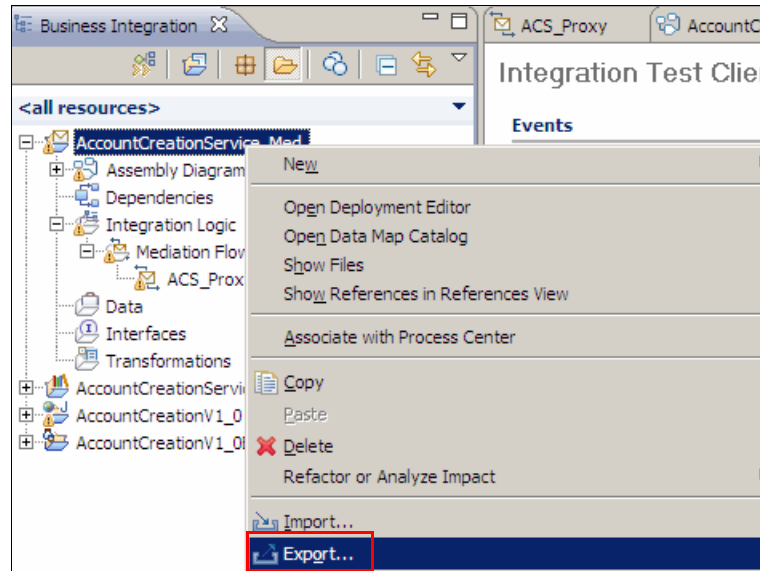 Business Integration
ACS_Proxy
AccountC
Integration Test Clie
<all resources>
Events
AccountCreationService_Med
New
Assembly Diagram
Dependencies
Open Deployment Editor
Integration Logic
Open Data Map Catalog
Mediation Flow
Show Files
ACS_Prox
Show References in References View
Data
Interfaces
Associate with Process Center
Transformations
AccountCreationServi
Copy
AccountCreationV1_0
Paste
AccountCreationV1_0
Delete
Refactor or Analyze Impact
Import...
Export...